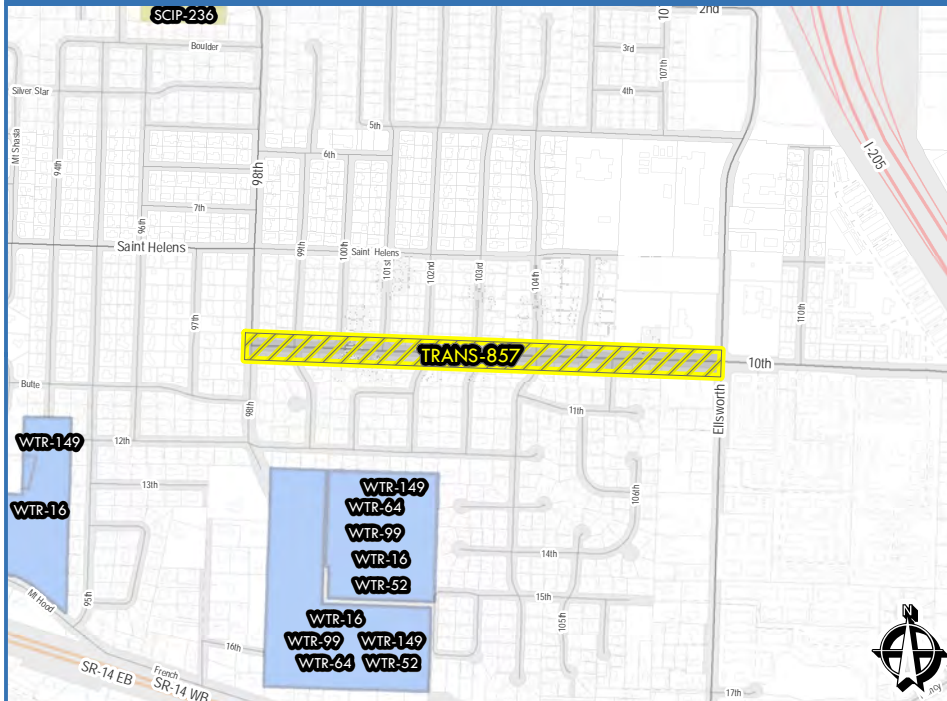 SCIP-236
2nd
10
Boulder
3rd
107th
4th
Silver Star
Mt Shasta
94th
5th
98th
6th
I-205
7th
96th
Saint Helens
99th
100th
Saint Helens
101st
102nd
103rd
104th
110th
97th
TRANS-857
10th
Butte
98th
11th
Ellsworth
WTR-149
12th
13th
WTR-149
WTR-64
WTR-16
WTR-99
106th
WTR-16
14th
WTR-52
15th
Mt Hood
95th
WTR-16
105th
16th
WTR-99 WTR-149
WTR-64 WTR-52
SR-14 EB
French
SR-14 WB
17th
N